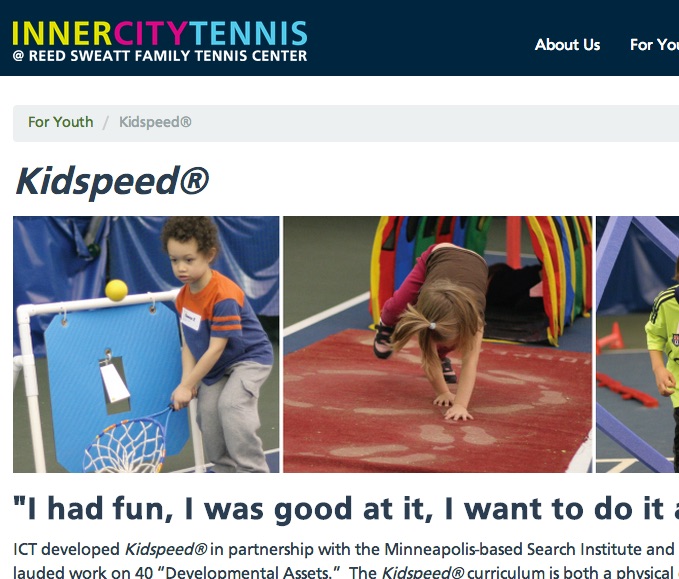 INNERCITYTENNIS
@ REED SWEATT FAMILY TENNIS CENTER
About Us For You
For Youth / Kidspeed®
Kidspeed®
"I had fun, I was good at it, I want to do it a
ICT developed Kidspeed® in partnership with the Minneapolis-based Search Institute and
lauded work on 40 “Developmental Assets.” The Kidspeed® curriculum is both a physical